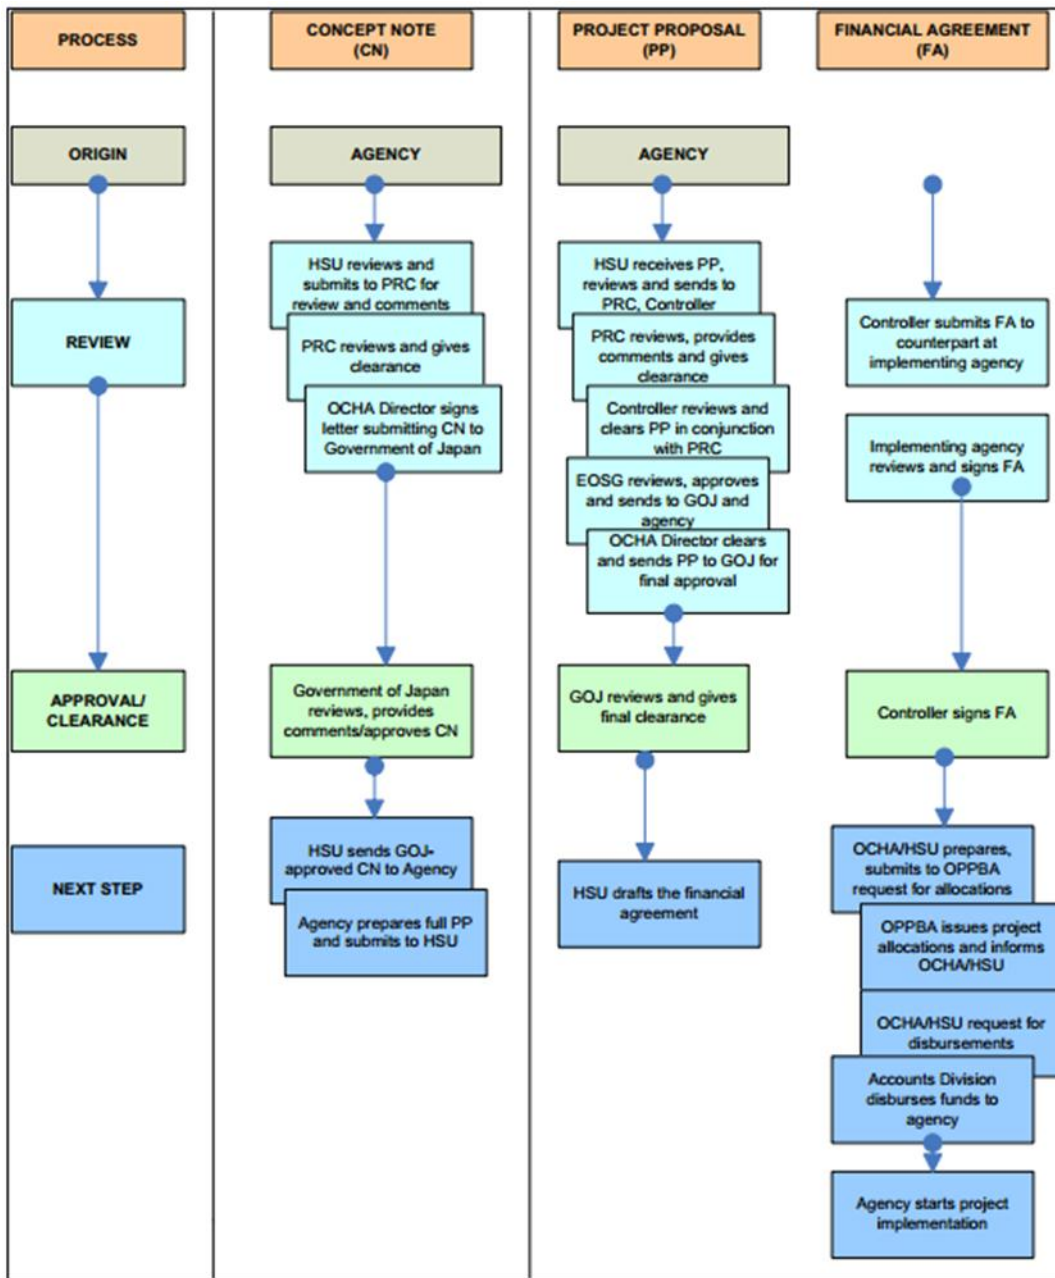 PROCESS
CONCEPT NOTE
(CN)
PROJECT PROPOSAL
(PP)
FINANCIAL AGREEMENT
(FA)
ORIGIN
AGENCY
AGENCY
REVIEW
HSU reviews and
submits to PRC for
review and comments
PRC reviews and gives
clearance
OCHA Director signs
letter submitting CN to
Government of Japan
HSU receives PP,
reviews and sends to
PRC, Controller
PRC reviews, provides
comments and gives
clearance
Controller reviews and
clears PP in conjunction
with PRC
EOSG reviews, approves
and sends to GOJ and
agency
OCHA Director clears
and sends PP to GOJ for
final approval
Controller submits FA to
counterpart at
implementing agency
Implementing agency
reviews and signs FA
APPROVAL/
CLEARANCE
Government of Japan
reviews, provides
comments/approves CN
GOJ reviews and gives
final clearance
Controller signs FA
NEXT STEP
HSU sends GOJ-
approved CN to Agency
Agency prepares full PP
and submits to HSU
HSU drafts the financial
agreement
OCHA/HSU prepares,
submits to OPPBA
request for allocations
OPPBA issues project
allocations and informs
OCHA/HSU
OCHA/HSU request for
disbursements
Accounts Division
disburses funds to
agency
Agency starts project
implementation